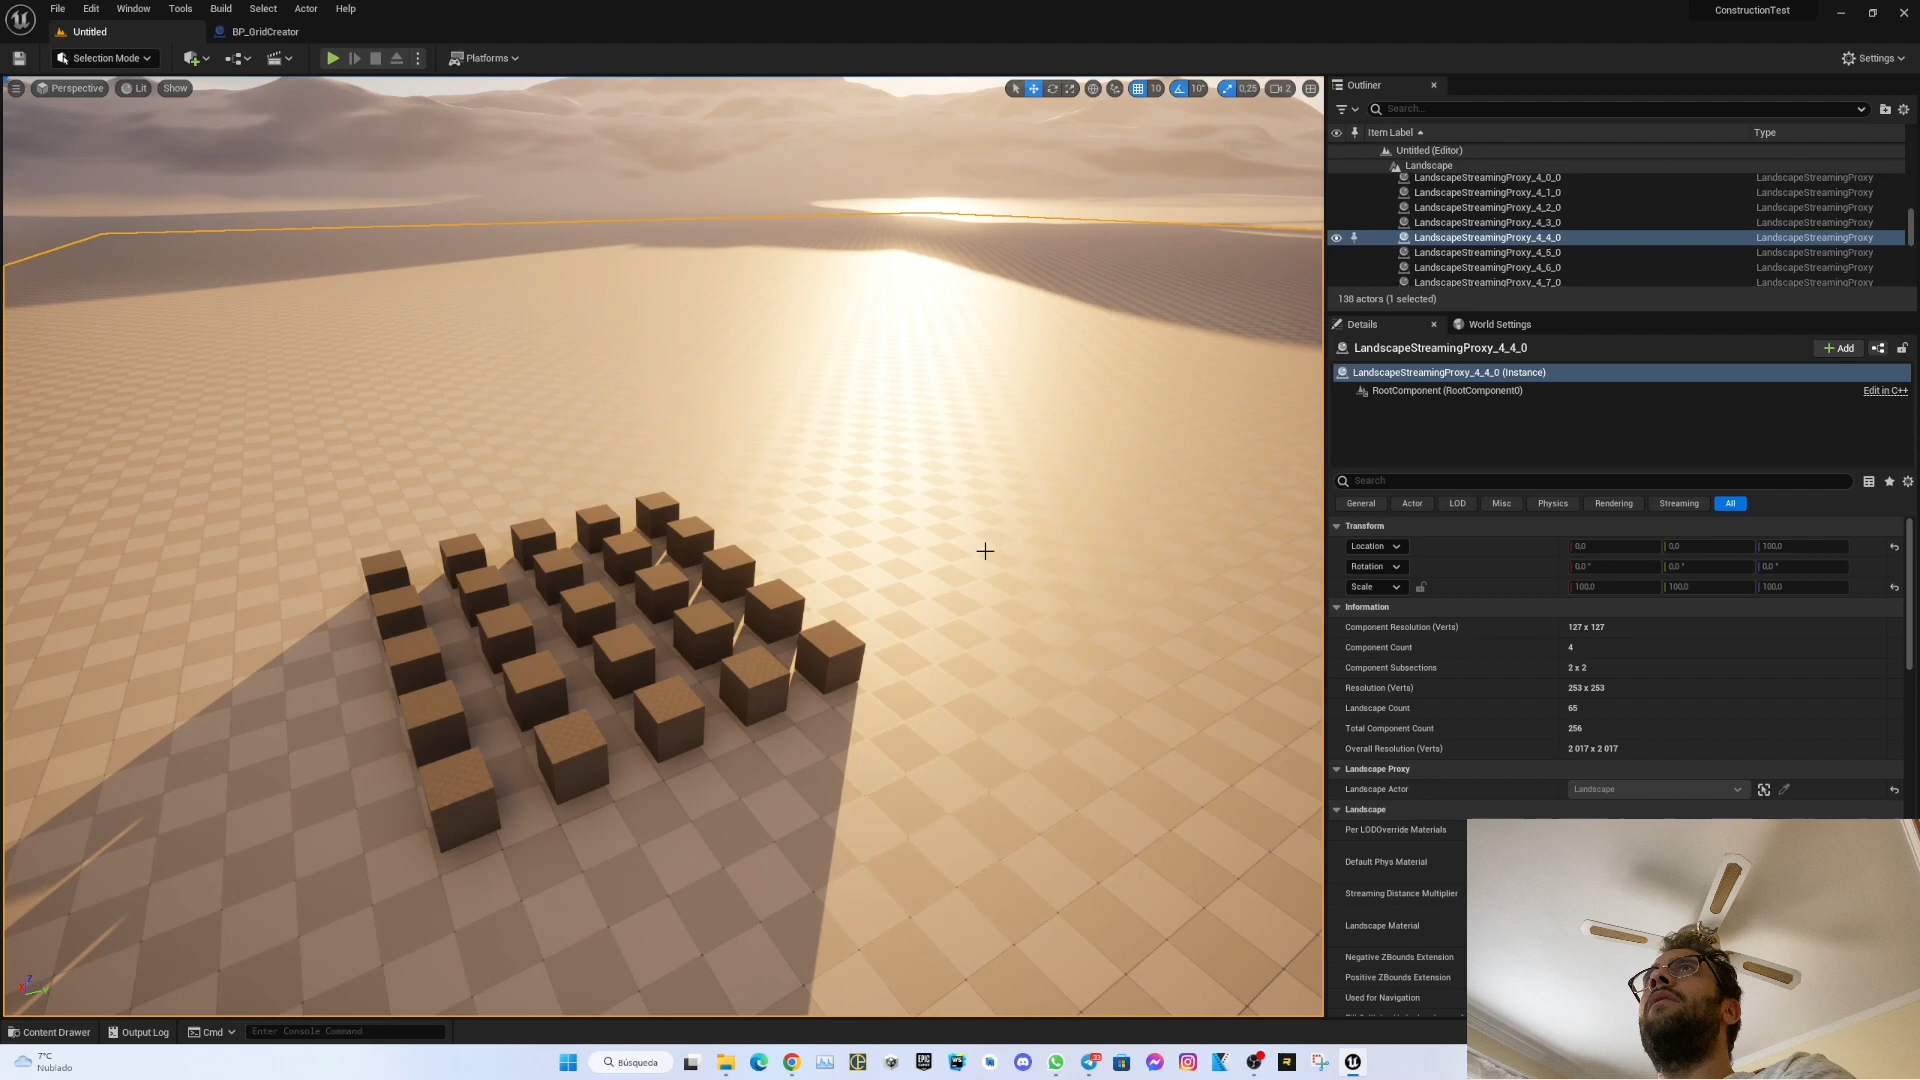 File Edit Window Tools Build Select Actor Help
ConstructionTest
Untitled
BP_GridCreator
Selection Mode
Platforms
Settings
Perspective
Lit
Show
10
10°
0,25
2
Outliner
Search...
Item Label
Type
Untitled (Editor)
Landscape
LandscapeStreamingProxy_4_0_0 LandscapeStreamingProxy
LandscapeStreamingProxy_4_1_0 LandscapeStreamingProxy
LandscapeStreamingProxy_4_2_0 LandscapeStreamingProxy
LandscapeStreamingProxy_4_3_0 LandscapeStreamingProxy
LandscapeStreamingProxy_4_4_0 LandscapeStreamingProxy
LandscapeStreamingProxy_4_5_0 LandscapeStreamingProxy
LandscapeStreamingProxy_4_6_0 LandscapeStreamingProxy
LandscapeStreamingProxy_4_7_0 LandscapeStreamingProxy
138 actors (1 selected)
Details
World Settings
LandscapeStreamingProxy_4_4_0
Add
LandscapeStreamingProxy_4_4_0 (Instance)
RootComponent (RootComponent0)
Edit in C++
Search
General Actor LOD Misc Physics Rendering Streaming All
Transform
Location 0,0 0,0 100,0
Rotation 0,0 ° 0,0 ° 0,0 °
Scale 100,0 100,0 100,0
Information
Component Resolution (Verts) 127 x 127
Component Count 4
Component Subsections 2 x 2
Resolution (Verts) 253 x 253
Landscape Count 65
Total Component Count 256
Overall Resolution (Verts) 2 017 x 2 017
Landscape Proxy
Landscape Actor Landscape
Landscape
Per LODOverride Materials
Default Phys Material
Streaming Distance Multiplier
Landscape Material
Negative ZBounds Extension
Positive ZBounds Extension
Used for Navigation
Z
X
Y
Content Drawer
Output Log
Cmd
Enter Console Command
7°C
Nublado
Búsqueda
33